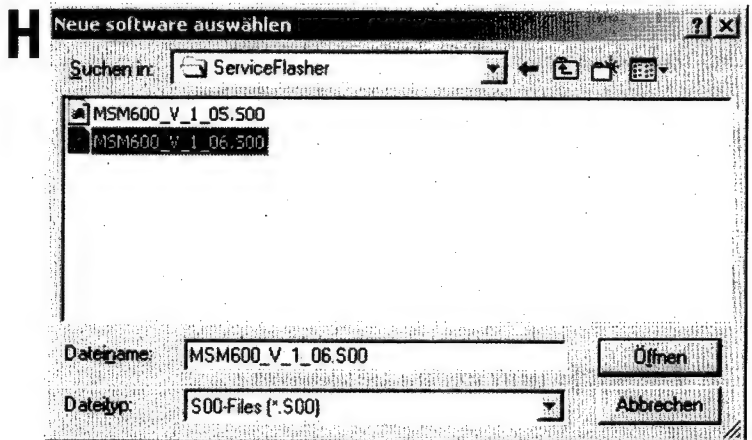 H
Neue software auswählen
Suchen in: ServiceFlasher
MSM600_V_1_05.S00
MSM600_V_1_06.S00
Dateiname: MSM600_V_1_06.S00 Öffnen
Dateityp: S00-Files (*.S00) Abbrechen